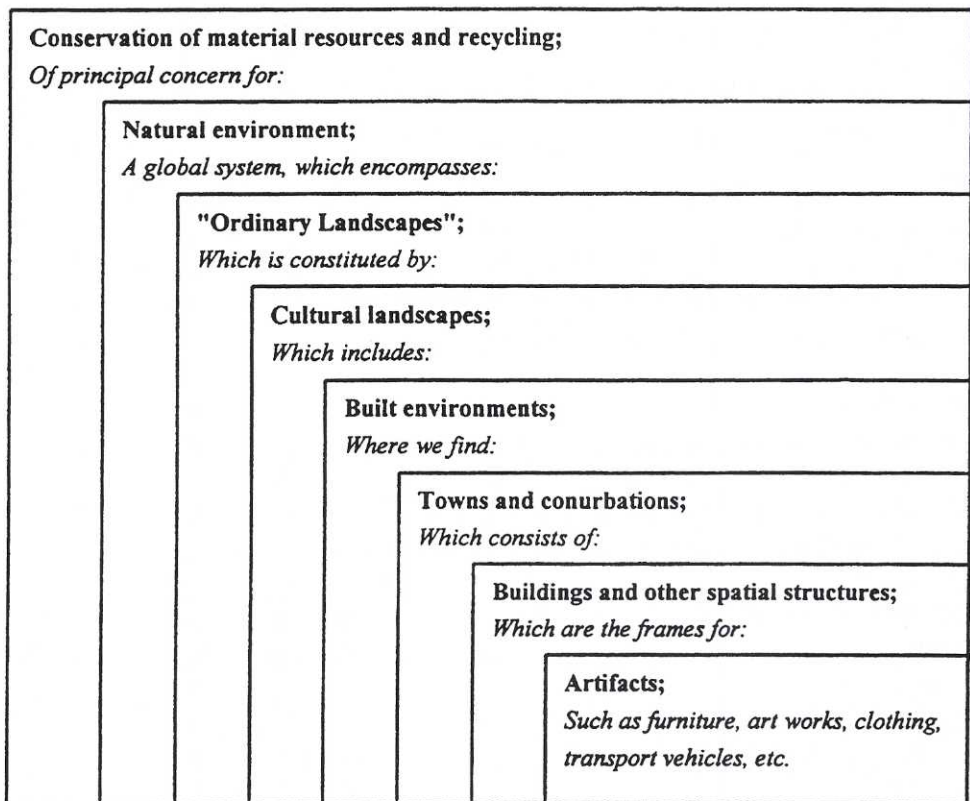 Conservation of material resources and recycling;
Of principal concern for:
Natural environment;
A global system, which encompasses:
"Ordinary Landscapes";
Which is constituted by:
Cultural landscapes;
Which includes:
Built environments;
Where we find:
Towns and conurbations;
Which consists of:
Buildings and other spatial structures;
Which are the frames for:
Artifacts;
Such as furniture, art works, clothing,
transport vehicles, etc.